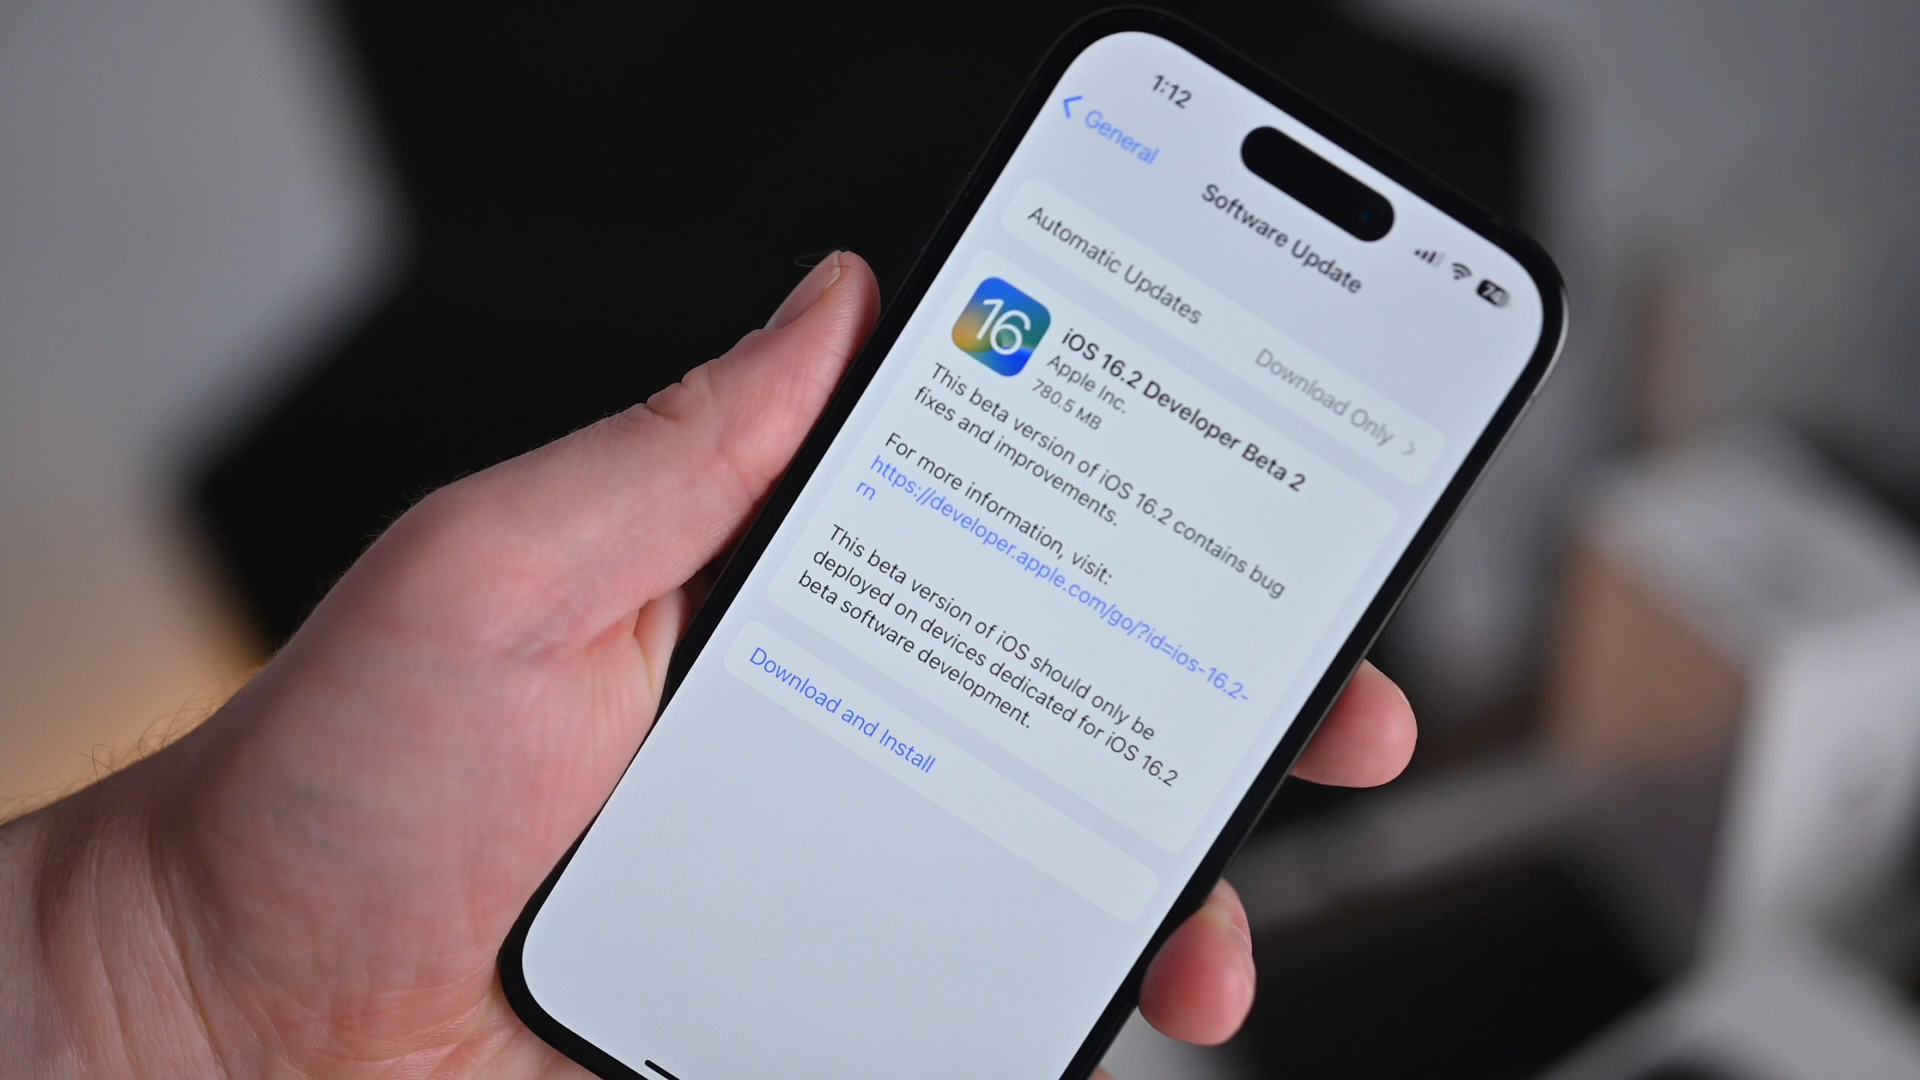 1:12
74
General
Software Update
Automatic Updates
Download Only
16
iOS 16.2 Developer Beta 2
Apple Inc.
780.5 MB
This beta version of iOS 16.2 contains bug
fixes and improvements.
For more information, visit:
https://developer.apple.com/go/?id=ios-16.2-
rn
This beta version of iOS should only be
deployed on devices dedicated for iOS 16.2
beta software development.
Download and Install